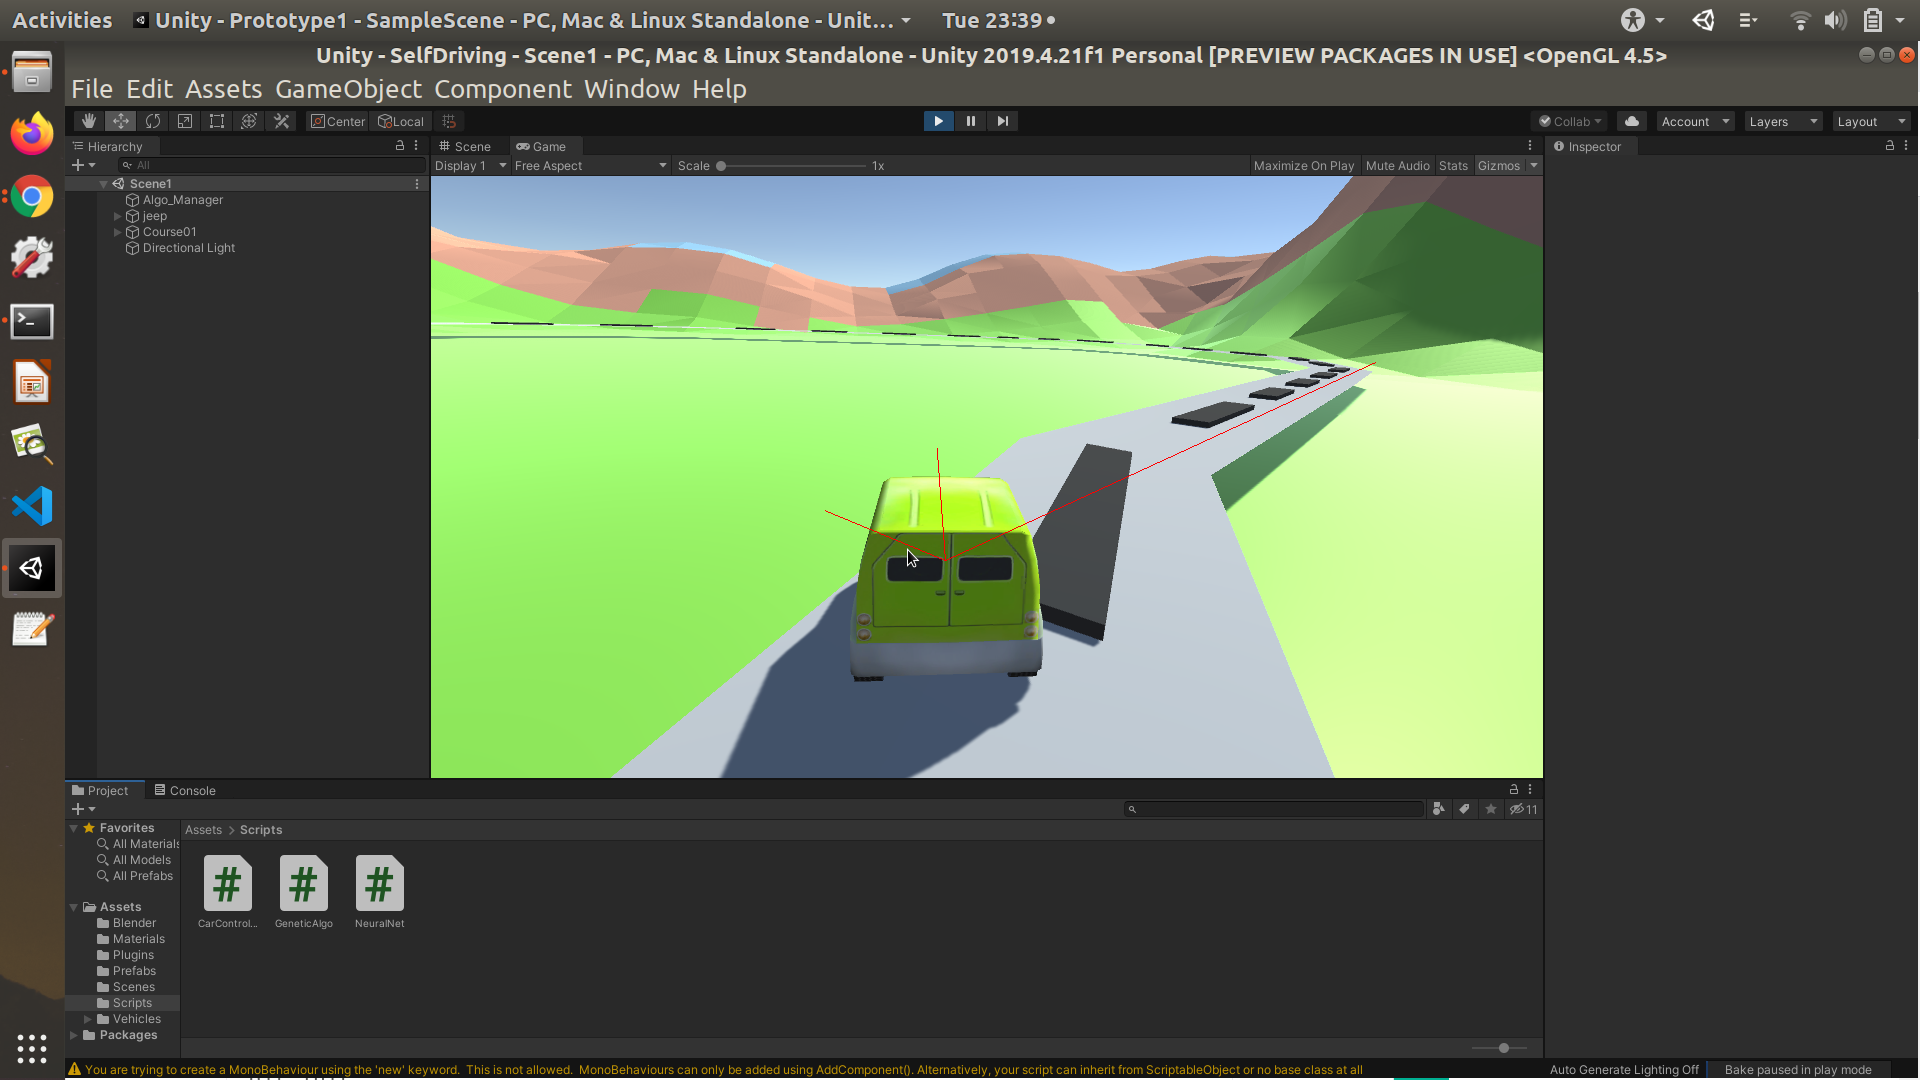 Activities
Unity - Prototype1 - SampleScene - PC, Mac & Linux Standalone - Unit...
Tue 23:39
Unity - SelfDriving - Scene1 - PC, Mac & Linux Standalone - Unity 2019.4.21f1 Personal [PREVIEW PACKAGES IN USE] <OpenGL 4.5>
File Edit Assets GameObject Component Window Help
Center
Local
Collab
Account
Layers
Layout
Hierarchy
All
Scene1
Algo_Manager
jeep
Course01
Directional Light
Scene
Game
Display 1
Free Aspect
Scale
1x
Maximize On Play
Mute Audio
Stats
Gizmos
Inspector
Project
Console
11
Favorites
All Materials
All Models
All Prefabs
Assets
Blender
Materials
Plugins
Prefabs
Scenes
Scripts
Vehicles
Packages
Assets > Scripts
#
#
#
CarControl...
GeneticAlgo
NeuralNet
You are trying to create a MonoBehaviour using the 'new' keyword. This is not allowed. MonoBehaviours can only be added using AddComponent(). Alternatively, your script can inherit from ScriptableObject or no base class at all
Auto Generate Lighting Off
Bake paused in play mode